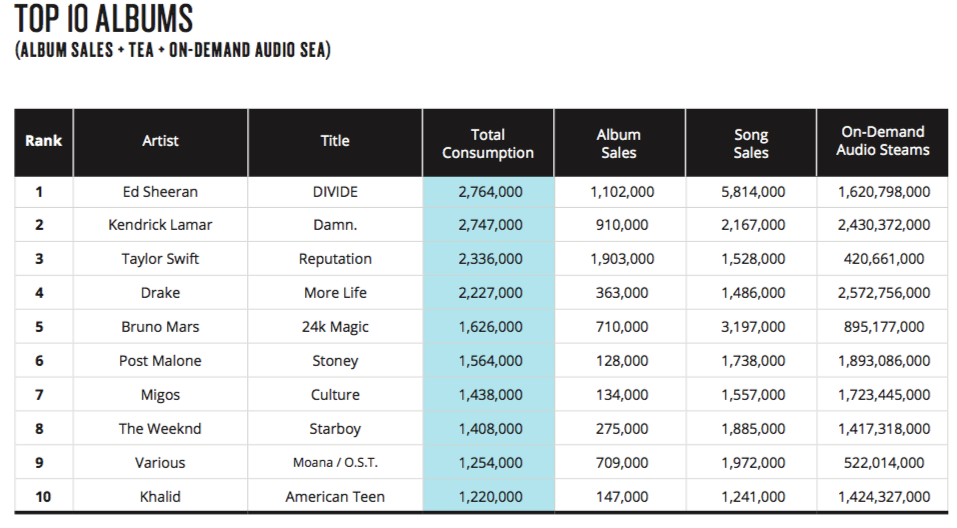 TOP 10 ALBUMS
(ALBUM SALES + TEA + ON-DEMAND AUDIO SEA)
Rank Artist Title Total Consumption Album Sales Song Sales On-Demand Audio Steams
1 Ed Sheeran DIVIDE 2,764,000 1,102,000 5,814,000 1,620,798,000
2 Kendrick Lamar Damn. 2,747,000 910,000 2,167,000 2,430,372,000
3 Taylor Swift Reputation 2,336,000 1,903,000 1,528,000 420,661,000
4 Drake More Life 2,227,000 363,000 1,486,000 2,572,756,000
5 Bruno Mars 24k Magic 1,626,000 710,000 3,197,000 895,177,000
6 Post Malone Stoney 1,564,000 128,000 1,738,000 1,893,086,000
7 Migos Culture 1,438,000 134,000 1,557,000 1,723,445,000
8 The Weeknd Starboy 1,408,000 275,000 1,885,000 1,417,318,000
9 Various Moana / O.S.T. 1,254,000 709,000 1,972,000 522,014,000
10 Khalid American Teen 1,220,000 147,000 1,241,000 1,424,327,000